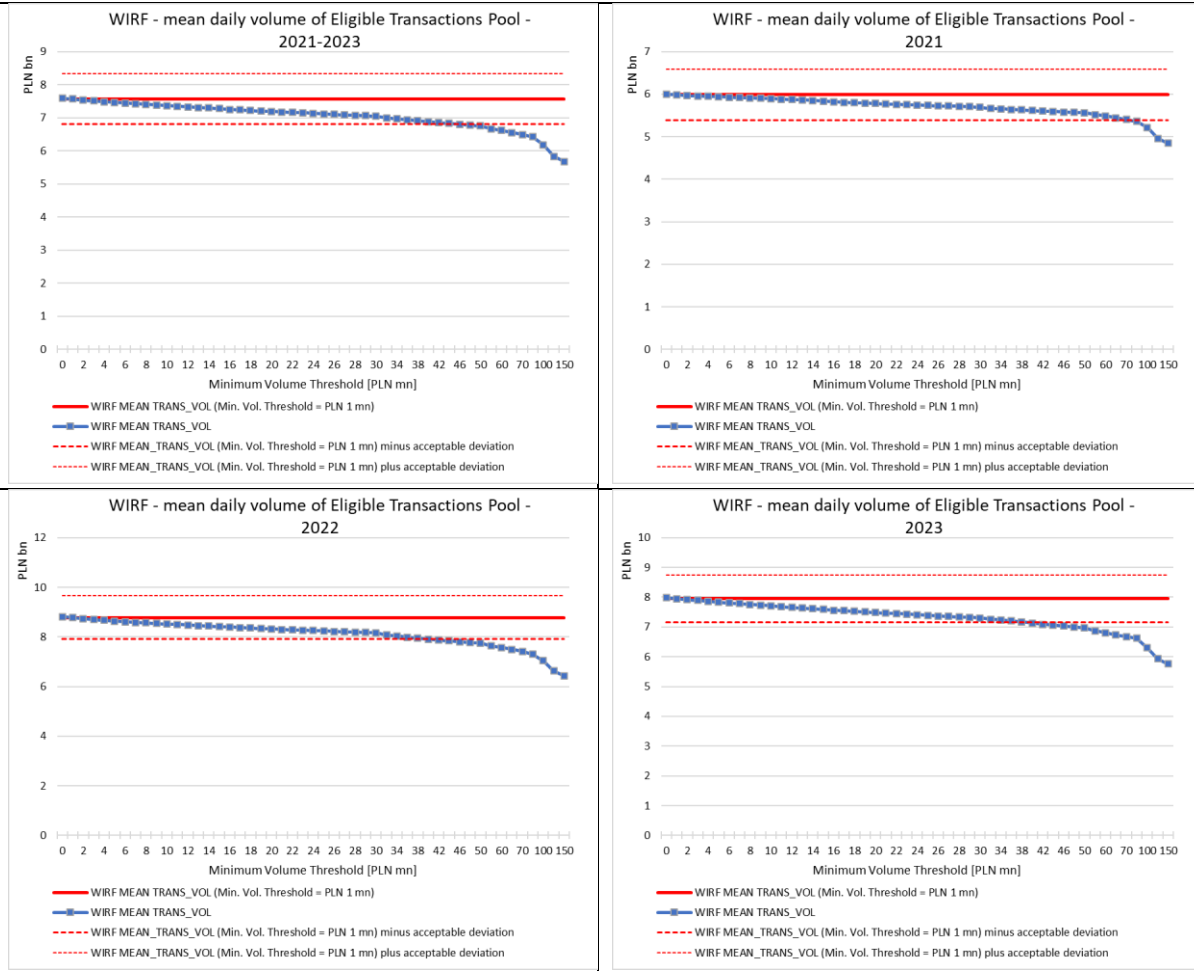 WIRF - mean daily volume of Eligible Transactions Pool -
2021-2023
PLN bn
9
8
7
6
5
4
3
2
1
0
0 2 4 6 8 10 12 14 16 18 20 22 24 26 28 30 34 38 42 46 50 60 70 100 150
Minimum Volume Threshold [PLN mn]
WIRF MEAN TRANS_VOL (Min. Vol. Threshold = PLN 1 mn)
WIRF MEAN TRANS_VOL
WIRF MEAN_TRANS_VOL (Min. Vol. Threshold = PLN 1 mn) minus acceptable deviation
WIRF MEAN_TRANS_VOL (Min. Vol. Threshold = PLN 1 mn) plus acceptable deviation
WIRF - mean daily volume of Eligible Transactions Pool -
2021
PLN bn
7
6
5
4
3
2
1
0
0 2 4 6 8 10 12 14 16 18 20 22 24 26 28 30 34 38 42 46 50 60 70 100 150
Minimum Volume Threshold [PLN mn]
WIRF MEAN TRANS_VOL (Min. Vol. Threshold = PLN 1 mn)
WIRF MEAN TRANS_VOL
WIRF MEAN_TRANS_VOL (Min. Vol. Threshold = PLN 1 mn) minus acceptable deviation
WIRF MEAN_TRANS_VOL (Min. Vol. Threshold = PLN 1 mn) plus acceptable deviation
WIRF - mean daily volume of Eligible Transactions Pool -
2022
PLN bn
12
10
8
6
4
2
0
0 2 4 6 8 10 12 14 16 18 20 22 24 26 28 30 34 38 42 46 50 60 70 100 150
Minimum Volume Threshold [PLN mn]
WIRF MEAN TRANS_VOL (Min. Vol. Threshold = PLN 1 mn)
WIRF MEAN TRANS_VOL
WIRF MEAN_TRANS_VOL (Min. Vol. Threshold = PLN 1 mn) minus acceptable deviation
WIRF MEAN_TRANS_VOL (Min. Vol. Threshold = PLN 1 mn) plus acceptable deviation
WIRF - mean daily volume of Eligible Transactions Pool -
2023
PLN bn
10
9
8
7
6
5
4
3
2
1
0
0 2 4 6 8 10 12 14 16 18 20 22 24 26 28 30 34 38 42 46 50 60 70 100 150
Minimum Volume Threshold [PLN mn]
WIRF MEAN TRANS_VOL (Min. Vol. Threshold = PLN 1 mn)
WIRF MEAN TRANS_VOL
WIRF MEAN_TRANS_VOL (Min. Vol. Threshold = PLN 1 mn) minus acceptable deviation
WIRF MEAN_TRANS_VOL (Min. Vol. Threshold = PLN 1 mn) plus acceptable deviation